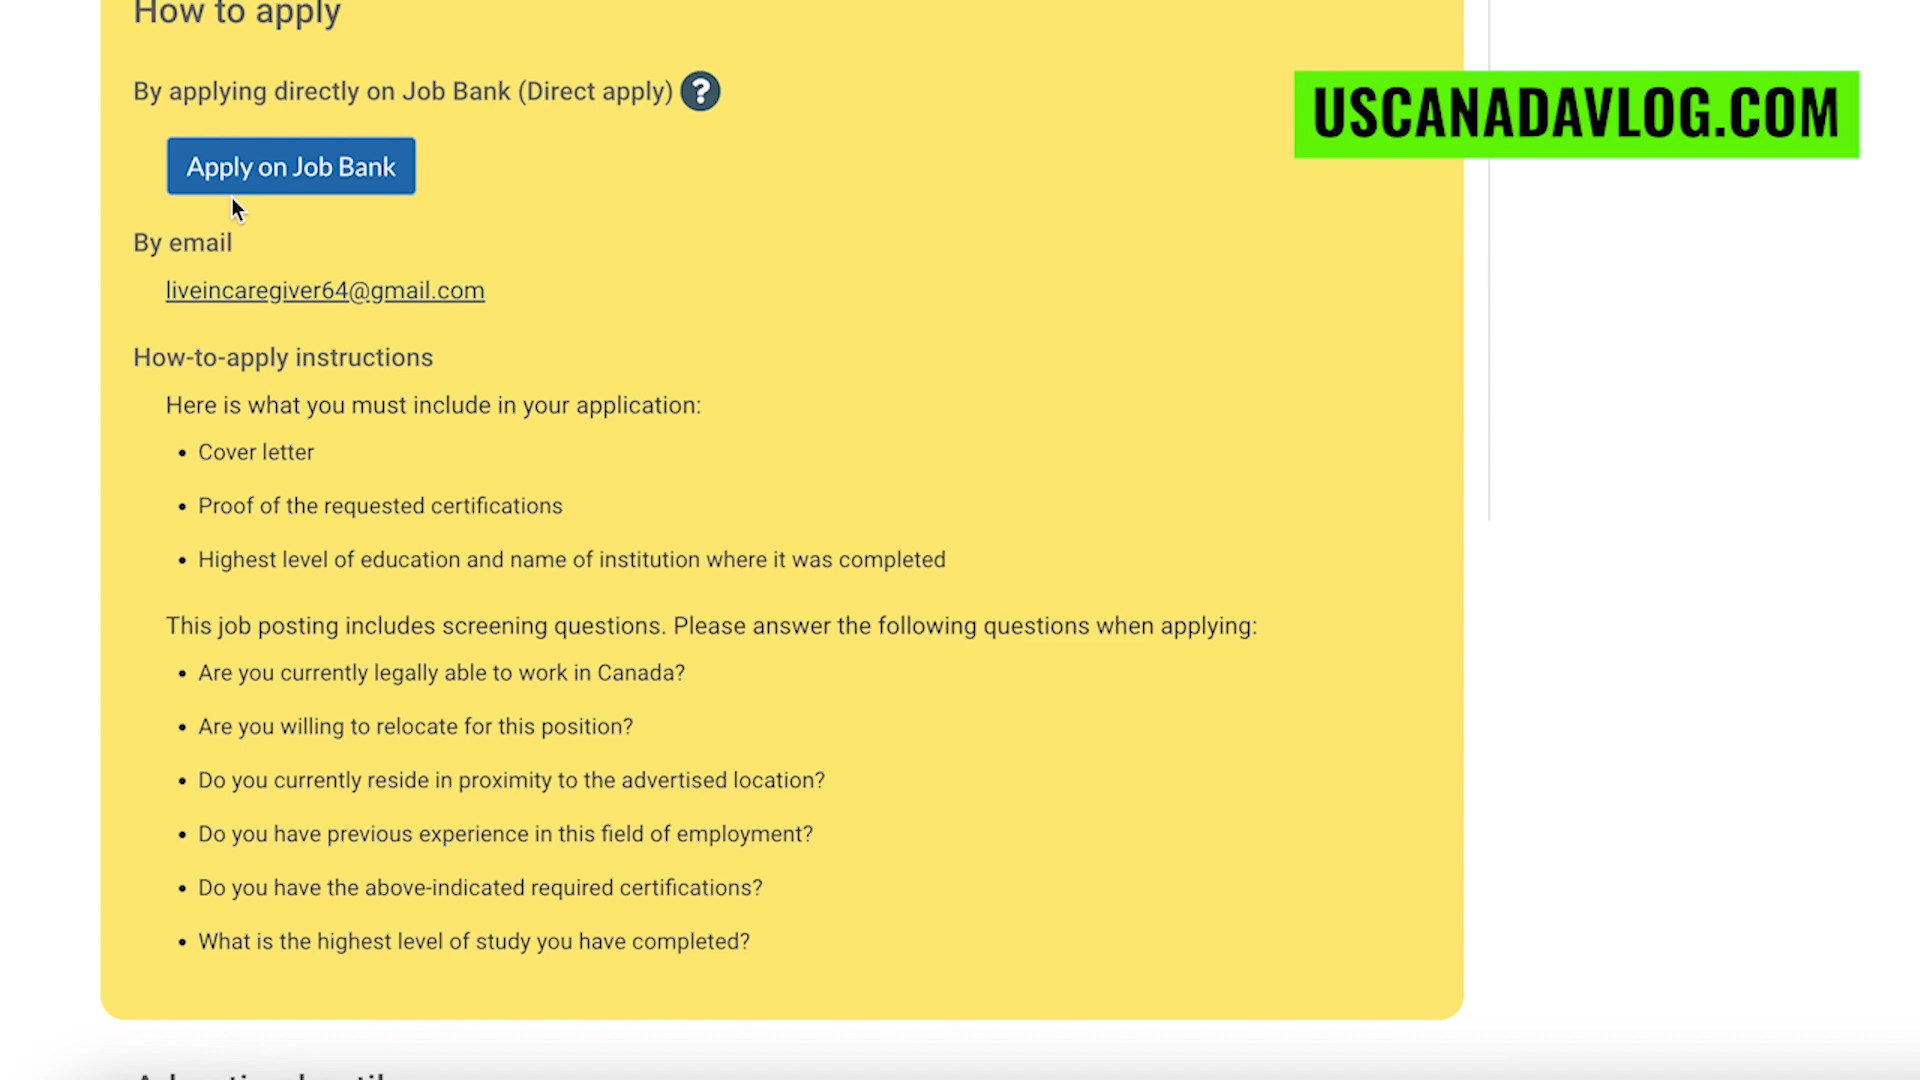 How to apply
By applying directly on Job Bank (Direct apply) ?
USCANADAVLOG.COM
Apply on Job Bank
By email
liveincaregiver64@gmail.com
How-to-apply instructions
Here is what you must include in your application:
• Cover letter
• Proof of the requested certifications
• Highest level of education and name of institution where it was completed
This job posting includes screening questions. Please answer the following questions when applying:
• Are you currently legally able to work in Canada?
• Are you willing to relocate for this position?
• Do you currently reside in proximity to the advertised location?
• Do you have previous experience in this field of employment?
• Do you have the above-indicated required certifications?
• What is the highest level of study you have completed?